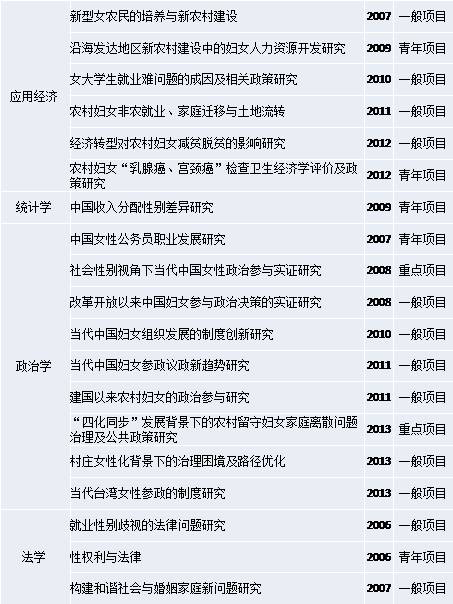 新型女农民的培养与新农村建设 2007 一般项目
沿海发达地区新农村建设中的妇女人力资源开发研究 2009 青年项目
女大学生就业难问题的成因及相关政策研究 2010 一般项目
应用经济 农村妇女非农就业、家庭迁移与土地流转 2011 一般项目
经济转型对农村妇女减贫脱贫的影响研究 2012 一般项目
农村妇女“乳腺癌、宫颈癌”检查卫生经济学评价及政
策研究 2012 青年项目
统计学 中国收入分配性别差异研究 2009 青年项目
中国女性公务员职业发展研究 2007 青年项目
社会性别视角下当代中国女性政治参与实证研究 2008 重点项目
改革开放以来中国妇女参与政治决策的实证研究 2008 一般项目
当代中国妇女组织发展的制度创新研究 2010 一般项目
政治学 当代中国妇女参政议政新趋势研究 2011 一般项目
建国以来农村妇女的政治参与研究 2011 一般项目
“四化同步”发展背景下的农村留守妇女家庭离散问题
治理及公共政策研究 2013 重点项目
村庄女性化背景下的治理困境及路径优化 2013 一般项目
当代台湾女性参政的制度研究 2013 一般项目
就业性别歧视的法律问题研究 2006 一般项目
法学 性权利与法律 2006 青年项目
构建和谐社会与婚姻家庭新问题研究 2007 一般项目